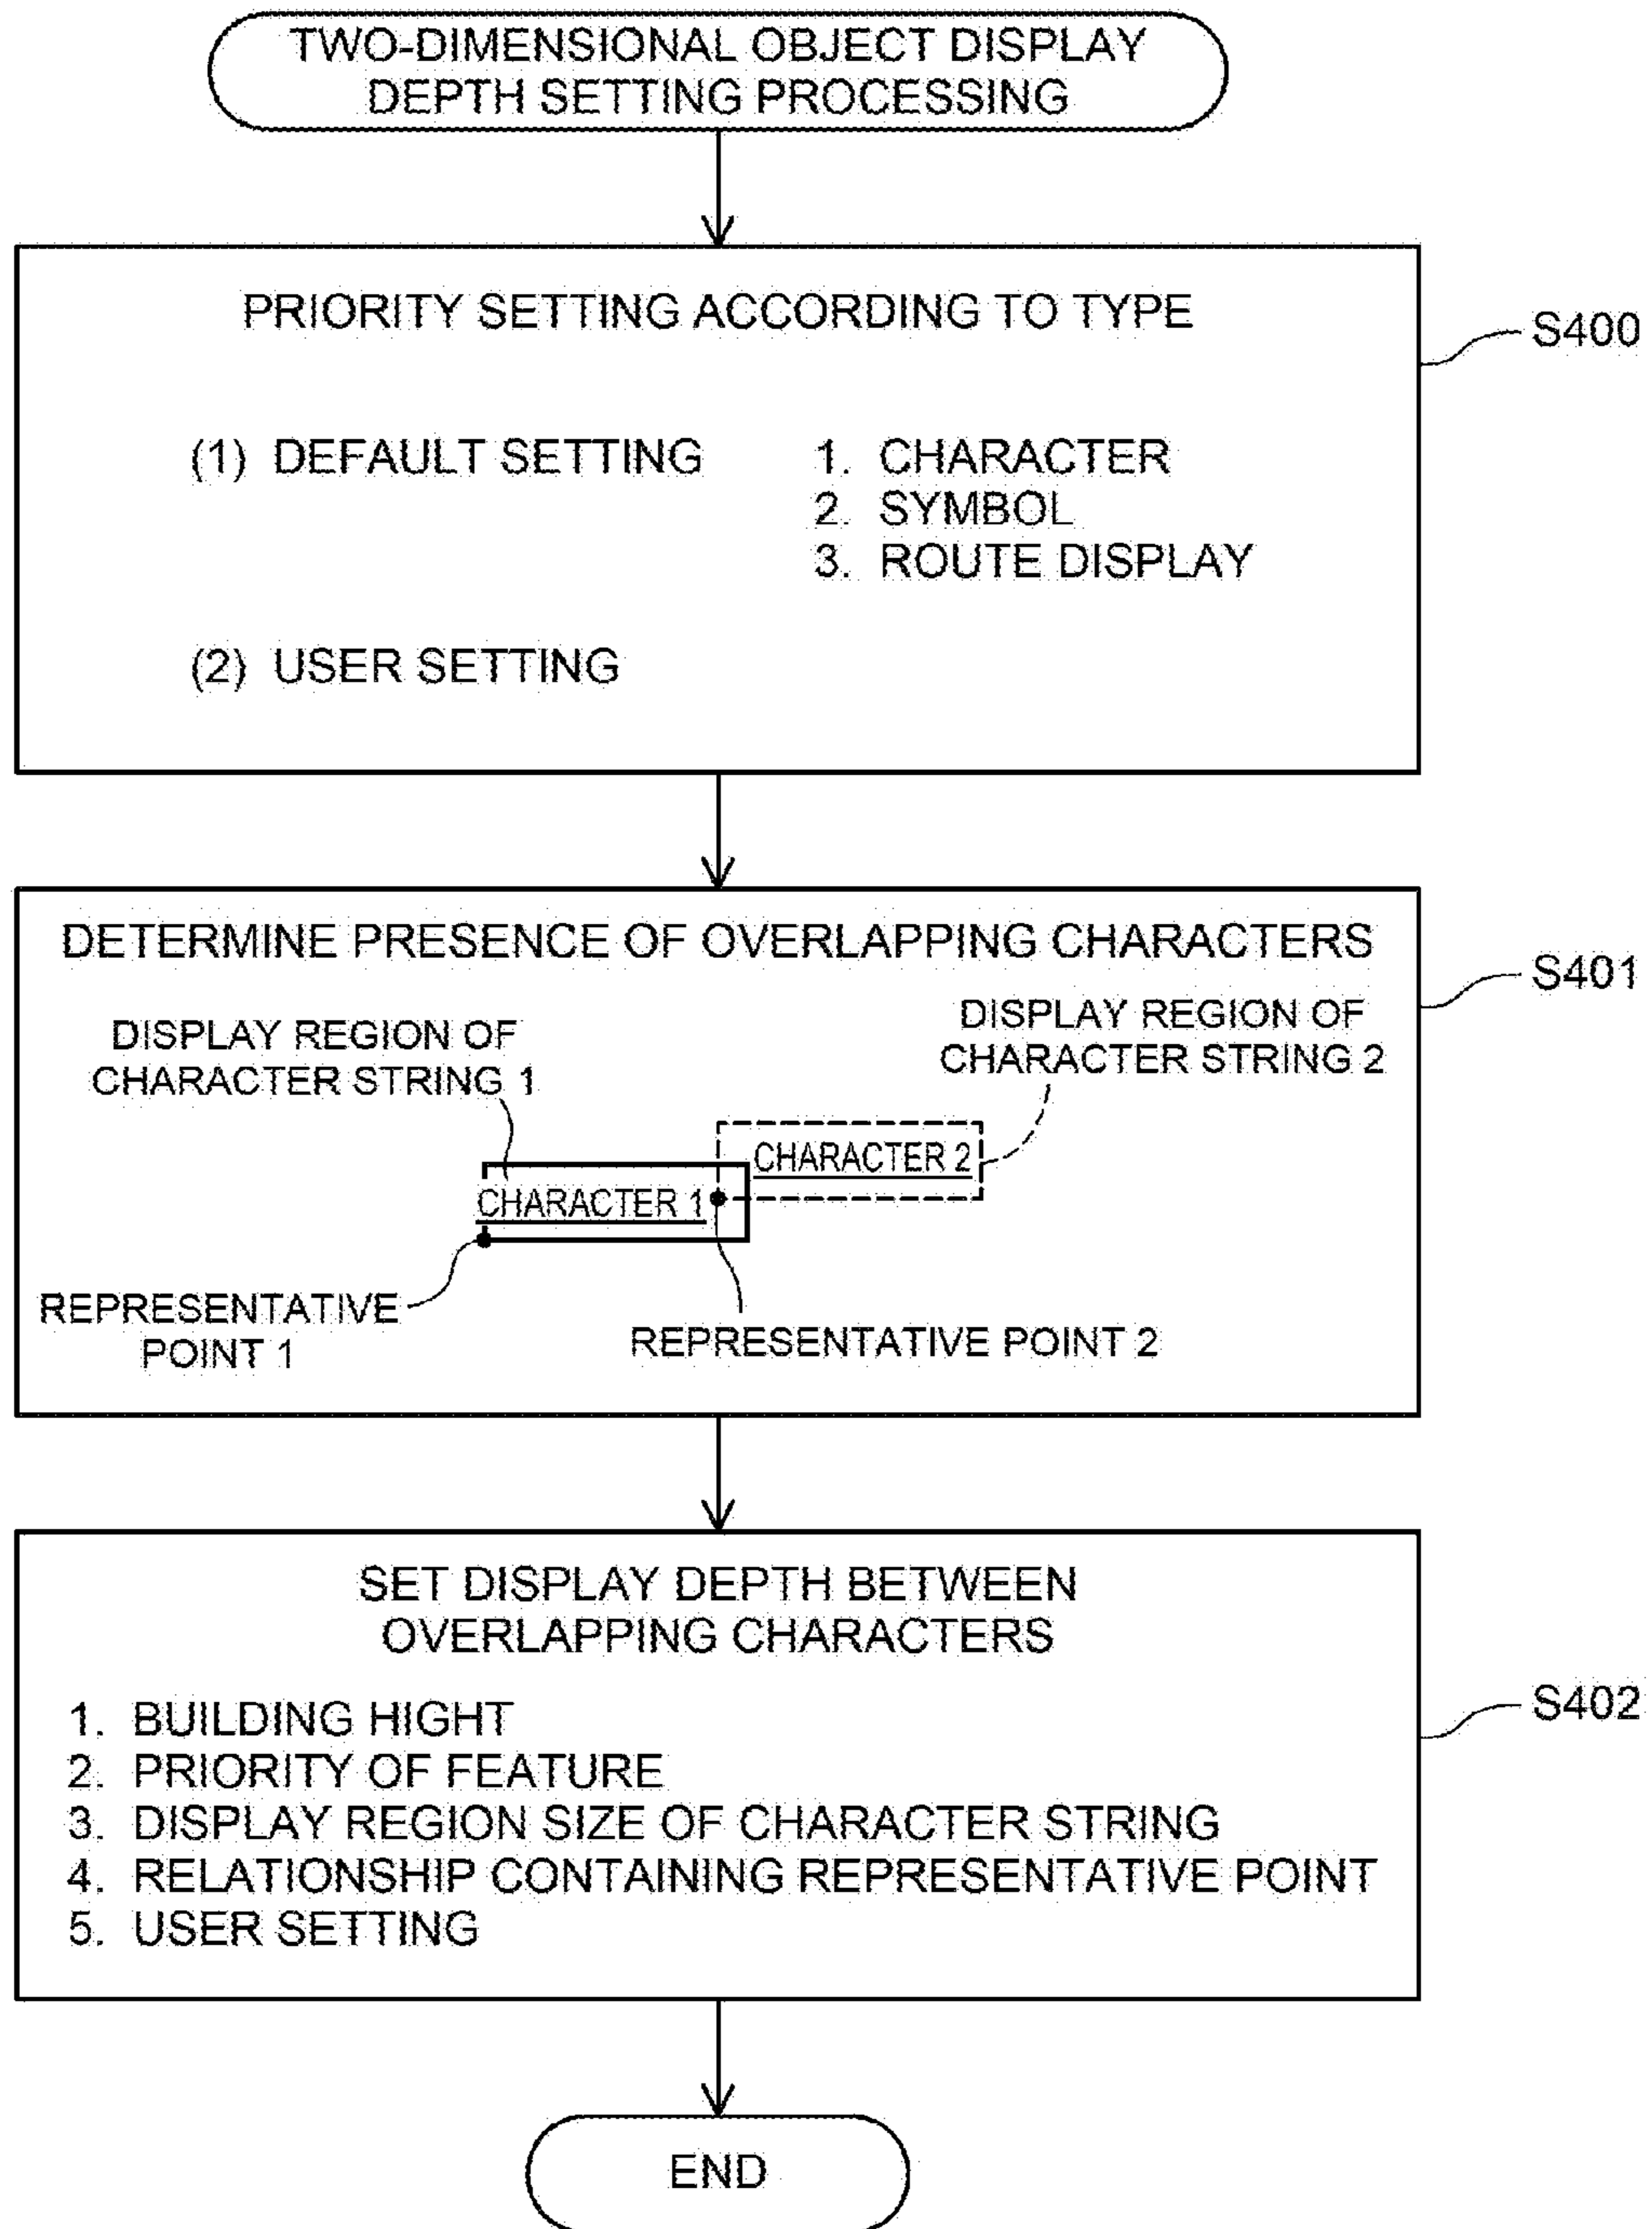 TWO-DIMENSIONAL OBJECT DISPLAY
DEPTH SETTING PROCESSING
PRIORITY SETTING ACCORDING TO TYPE
S400
(1) DEFAULT SETTING
1. CHARACTER
2. SYMBOL
3. ROUTE DISPLAY
(2) USER SETTING
DETERMINE PRESENCE OF OVERLAPPING CHARACTERS
S401
DISPLAY REGION OF
CHARACTER STRING 1
DISPLAY REGION OF
CHARACTER STRING 2
CHARACTER 2
CHARACTER 1
REPRESENTATIVE
POINT 1
REPRESENTATIVE POINT 2
SET DISPLAY DEPTH BETWEEN
OVERLAPPING CHARACTERS
S402
1. BUILDING HIGHT
2. PRIORITY OF FEATURE
3. DISPLAY REGION SIZE OF CHARACTER STRING
4. RELATIONSHIP CONTAINING REPRESENTATIVE POINT
5. USER SETTING
END